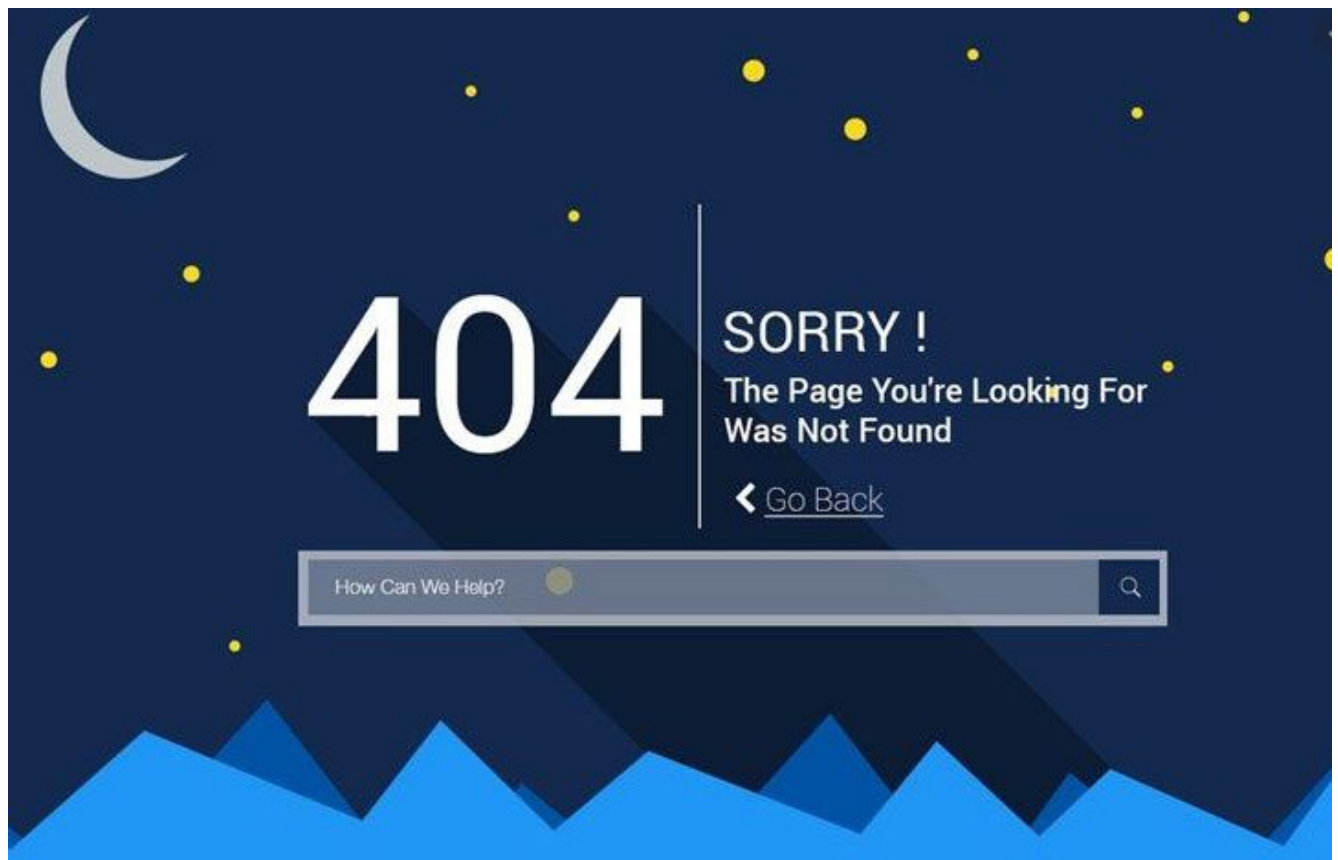 404
SORRY !
The Page You're Looking For
Was Not Found
Go Back
How Can We Help?